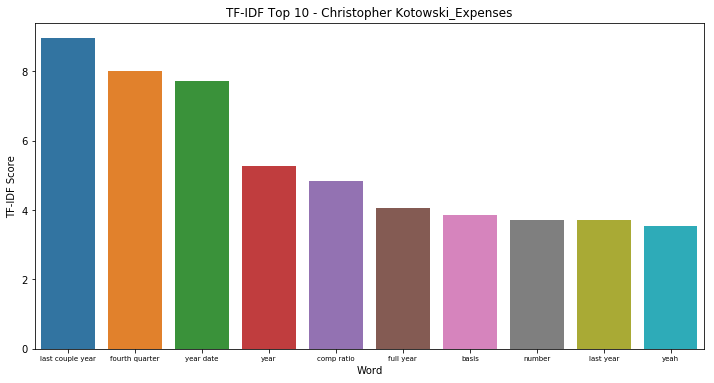 TF-IDF Top 10 - Christopher Kotowski_Expenses
TF-IDF Score
8
6
4
2
0
last couple year fourth quarter year date year comp ratio full year basis number last year yeah
Word